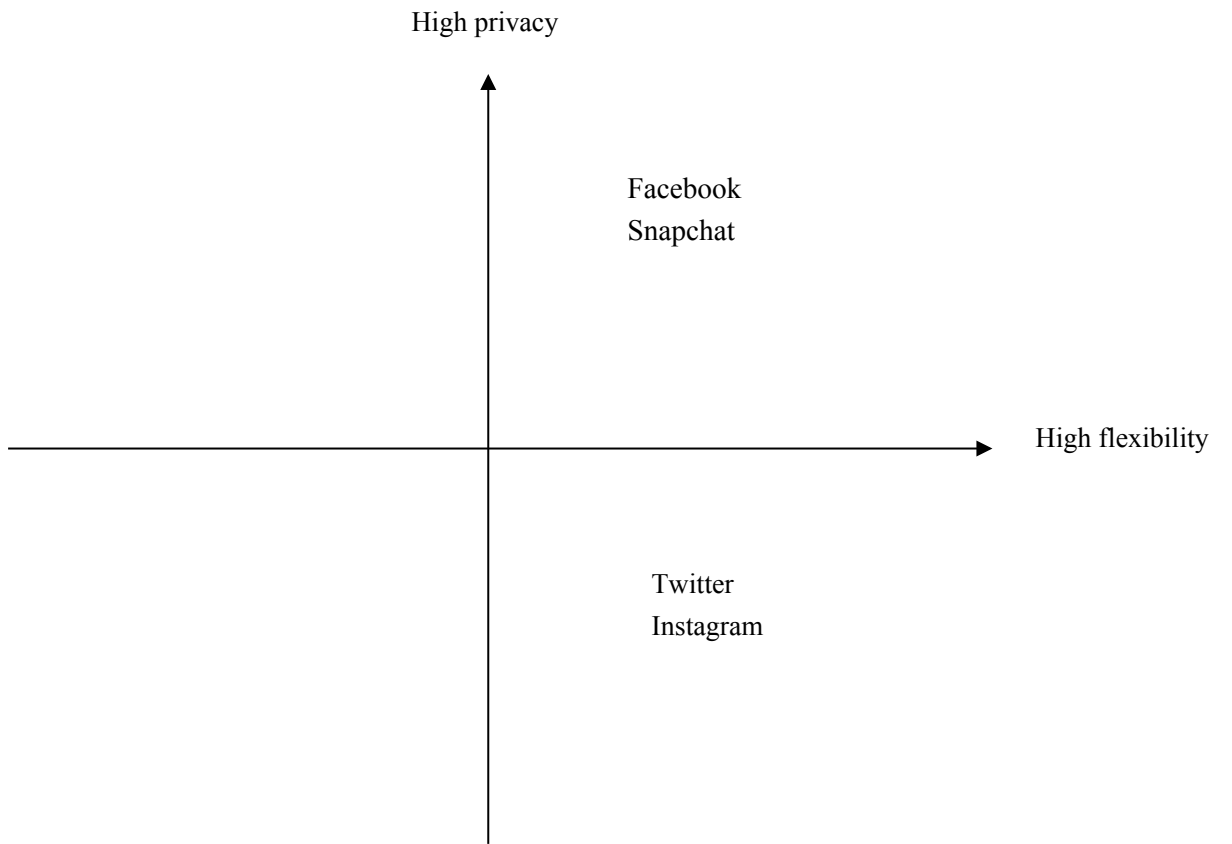 High privacy
Facebook
Snapchat
High flexibility
Twitter
Instagram